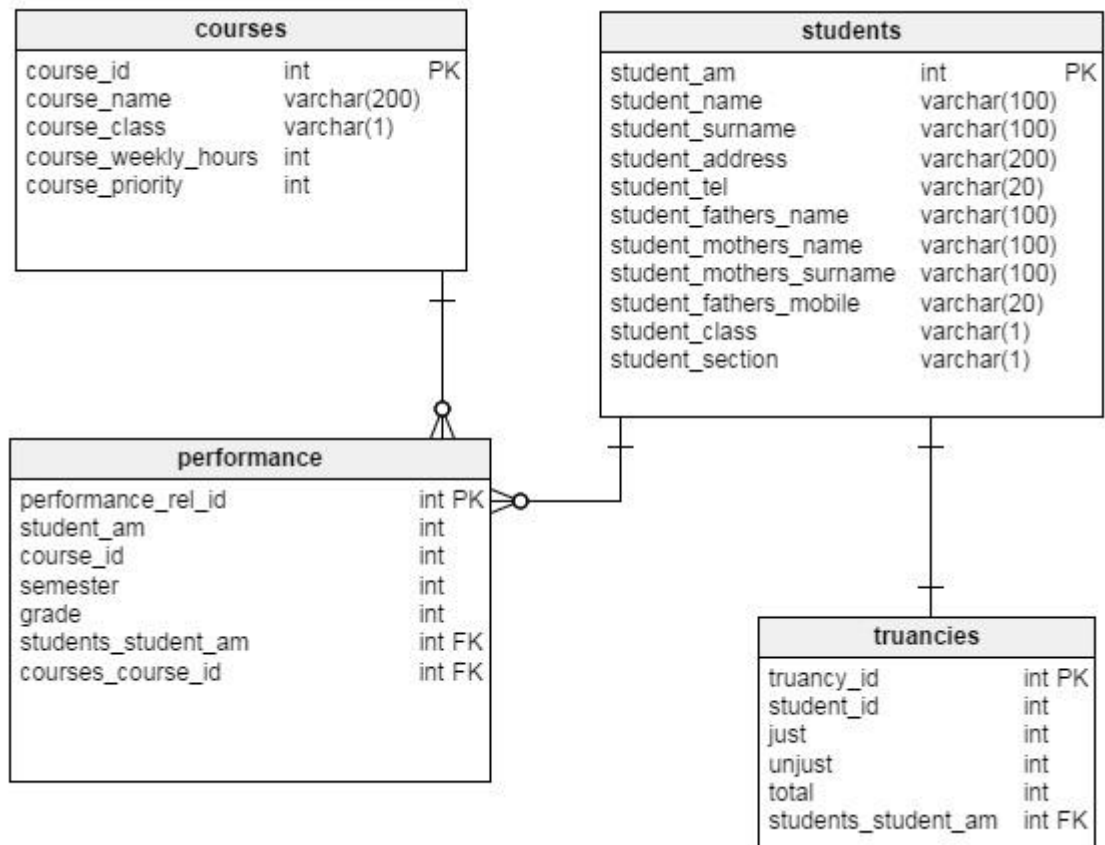 courses
course_id int PK
course_name varchar(200)
course_class varchar(1)
course_weekly_hours int
course_priority int
students
student_am int PK
student_name varchar(100)
student_surname varchar(100)
student_address varchar(200)
student_tel varchar(20)
student_fathers_name varchar(100)
student_mothers_name varchar(100)
student_mothers_surname varchar(100)
student_fathers_mobile varchar(20)
student_class varchar(1)
student_section varchar(1)
performance
performance_rel_id int PK
student_am int
course_id int
semester int
grade int
students_student_am int FK
courses_course_id int FK
truancies
truancy_id int PK
student_id int
just int
unjust int
total int
students_student_am int FK